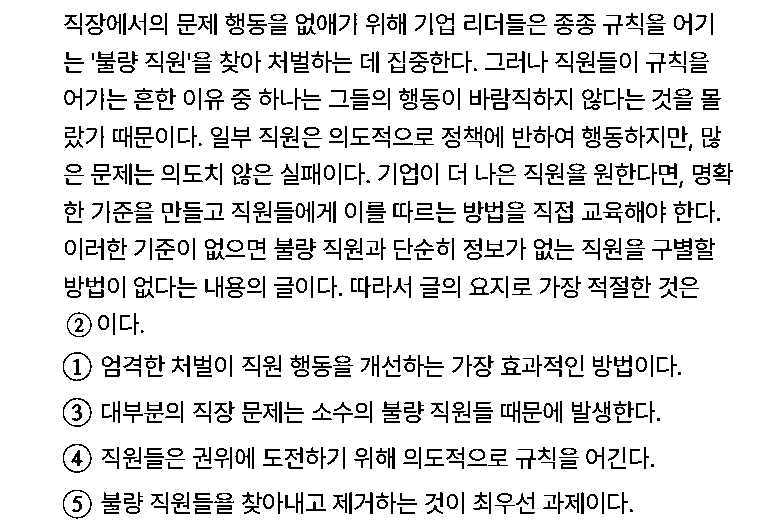 직장에서의 문제 행동을 없애기 위해 기업 리더들은 종종 규칙을 어기
는 '불량 직원'을 찾아 처벌하는 데 집중한다. 그러나 직원들이 규칙을
어가는 흔한 이유 중 하나는 그들의 행동이 바람직하지 않다는 것을 몰
랐기 때문이다. 일부 직원은 의도적으로 정책에 반하여 행동하지만, 많
은 문제는 의도치 않은 실패이다. 기업이 더 나은 직원을 원한다면, 명확
한 기준을 만들고 직원들에게 이를 따르는 방법을 직접 교육해야 한다.
이러한 기준이 없으면 불량 직원과 단순히 정보가 없는 직원을 구별할
방법이 없다는 내용의 글이다. 따라서 글의 요지로 가장 적절한 것은
②이다.
① 엄격한 처벌이 직원 행동을 개선하는 가장 효과적인 방법이다.
③ 대부분의 직장 문제는 소수의 불량 직원들 때문에 발생한다.
④ 직원들은 권위에 도전하기 위해 의도적으로 규칙을 어긴다.
⑤ 불량 직원들을 찾아내고 제거하는 것이 최우선 과제이다.